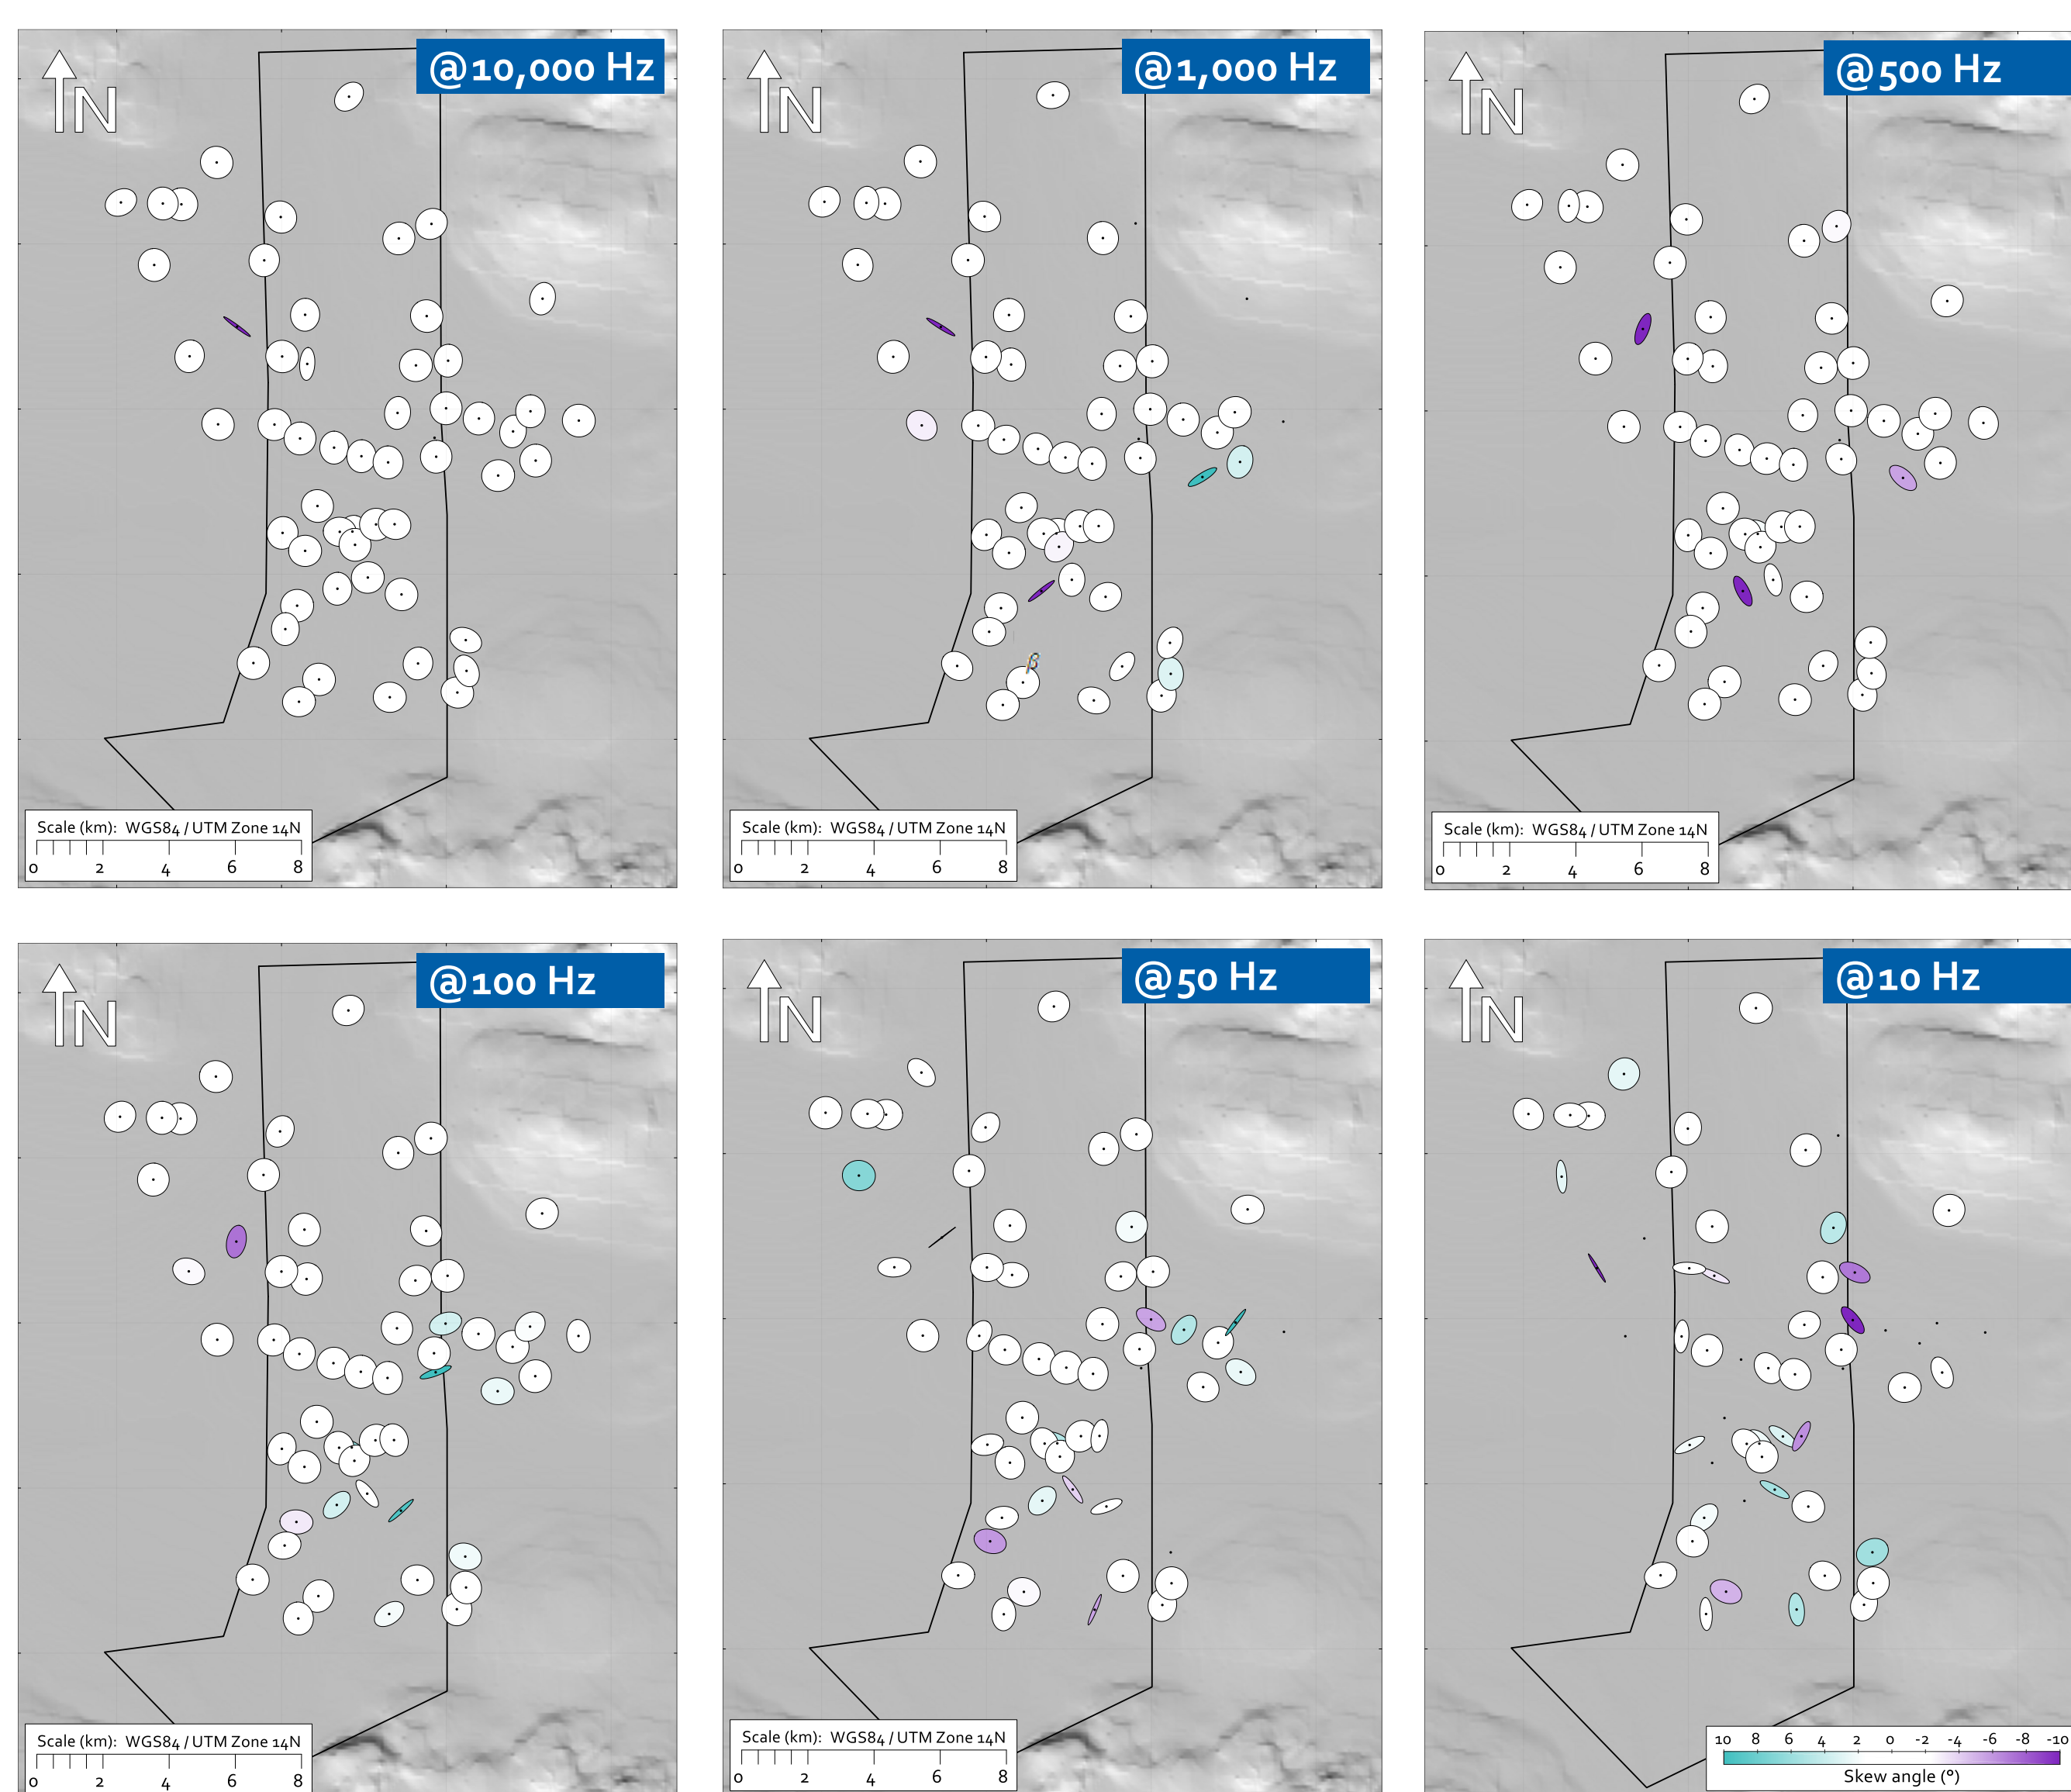 @10,000 Hz
N
Scale (km): WGS84 / UTM Zone 14N
0 2 4 6 8
@1,000 Hz
N
β
Scale (km): WGS84 / UTM Zone 14N
0 2 4 6 8
@500 Hz
N
Scale (km): WGS84 / UTM Zone 14N
0 2 4 6 8
@100 Hz
N
Scale (km): WGS84 / UTM Zone 14N
0 2 4 6 8
@50 Hz
N
Scale (km): WGS84 / UTM Zone 14N
0 2 4 6 8
@10 Hz
N
10 8 6 4 2 0 -2 -4 -6 -8 -10
Skew angle (°)